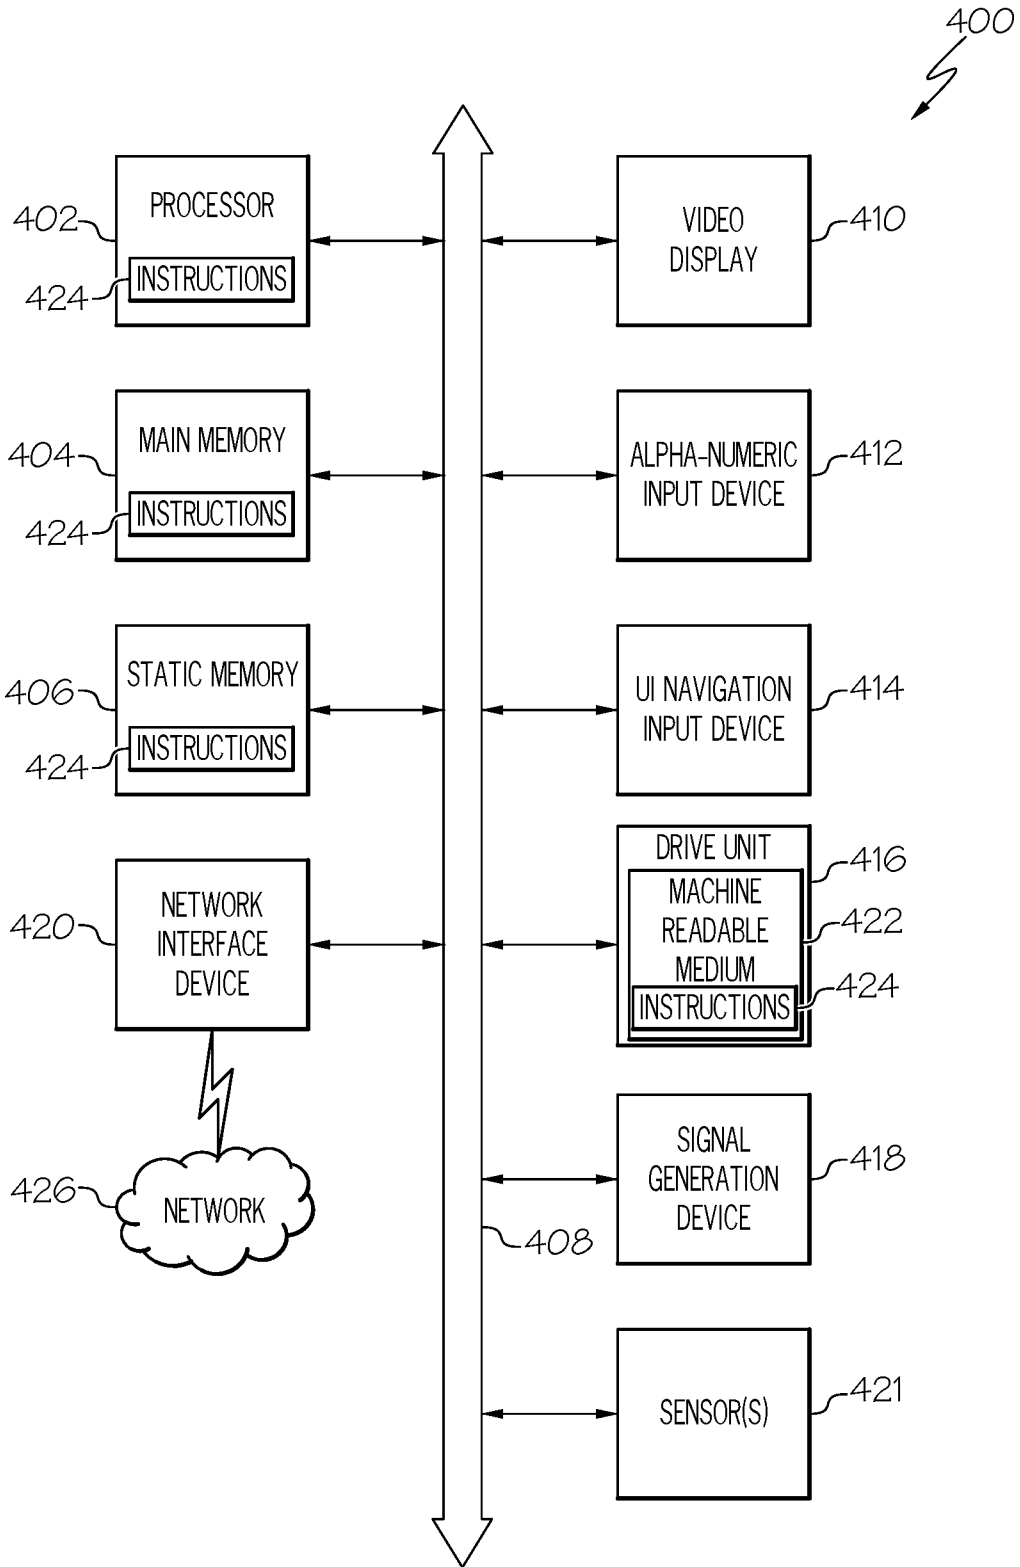 400
PROCESSOR
402
INSTRUCTIONS
424
MAIN MEMORY
404
INSTRUCTIONS
424
STATIC MEMORY
406
INSTRUCTIONS
424
NETWORK
INTERFACE
DEVICE
420
NETWORK
426
408
VIDEO
DISPLAY
410
ALPHA-NUMERIC
INPUT DEVICE
412
UI NAVIGATION
INPUT DEVICE
414
DRIVE UNIT
416
MACHINE
READABLE
MEDIUM
422
INSTRUCTIONS
424
SIGNAL
GENERATION
DEVICE
418
SENSOR(S)
421